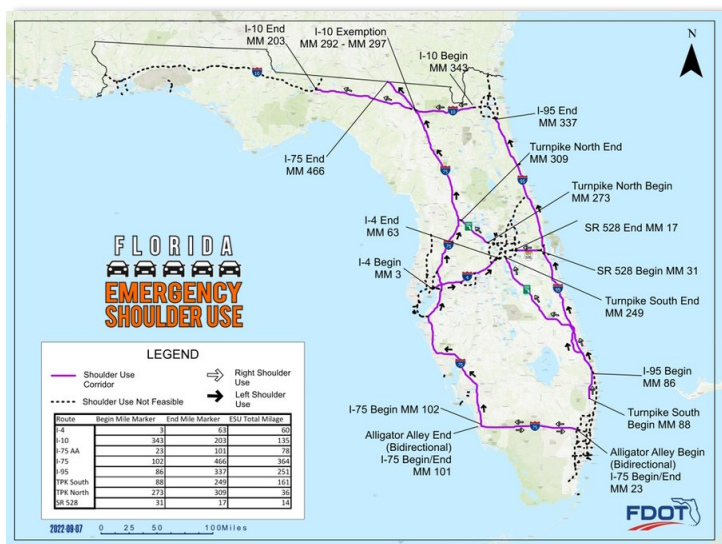 I-10 End
MM 203
I-10 Exemption
MM 292 - MM 297
I-10 Begin
MM 343
N
I-95 End
MM 337
I-75 End
MM 466
Turnpike North End
MM 309
Turnpike North Begin
MM 273
I-4 End
MM 63
SR 528 End MM 17
I-4 Begin
MM 3
SR 528 Begin MM 31
Turnpike South End
MM 249
FLORIDA
EMERGENCY
SHOULDER USE
LEGEND
Shoulder Use
Corridor
Right Shoulder
Use
Shoulder Use Not Feasible
Left Shoulder
Use
Route Begin Mile Marker End Mile Marker ESU Total Milage
I-4 3 63 60
I-10 343 203 135
I-75 AA 23 101 78
I-75 102 466 364
I-95 86 337 251
TPK South 88 249 161
TPK North 273 309 36
SR 528 31 17 14
I-95 Begin
MM 86
I-75 Begin MM 102
Turnpike South
Begin MM 88
Alligator Alley End
(Bidirectional)
I-75 Begin/End
MM 101
Alligator Alley Begin
(Bidirectional)
I-75 Begin/End
MM 23
2022-09-07
0 25 50 100Miles
FDOT